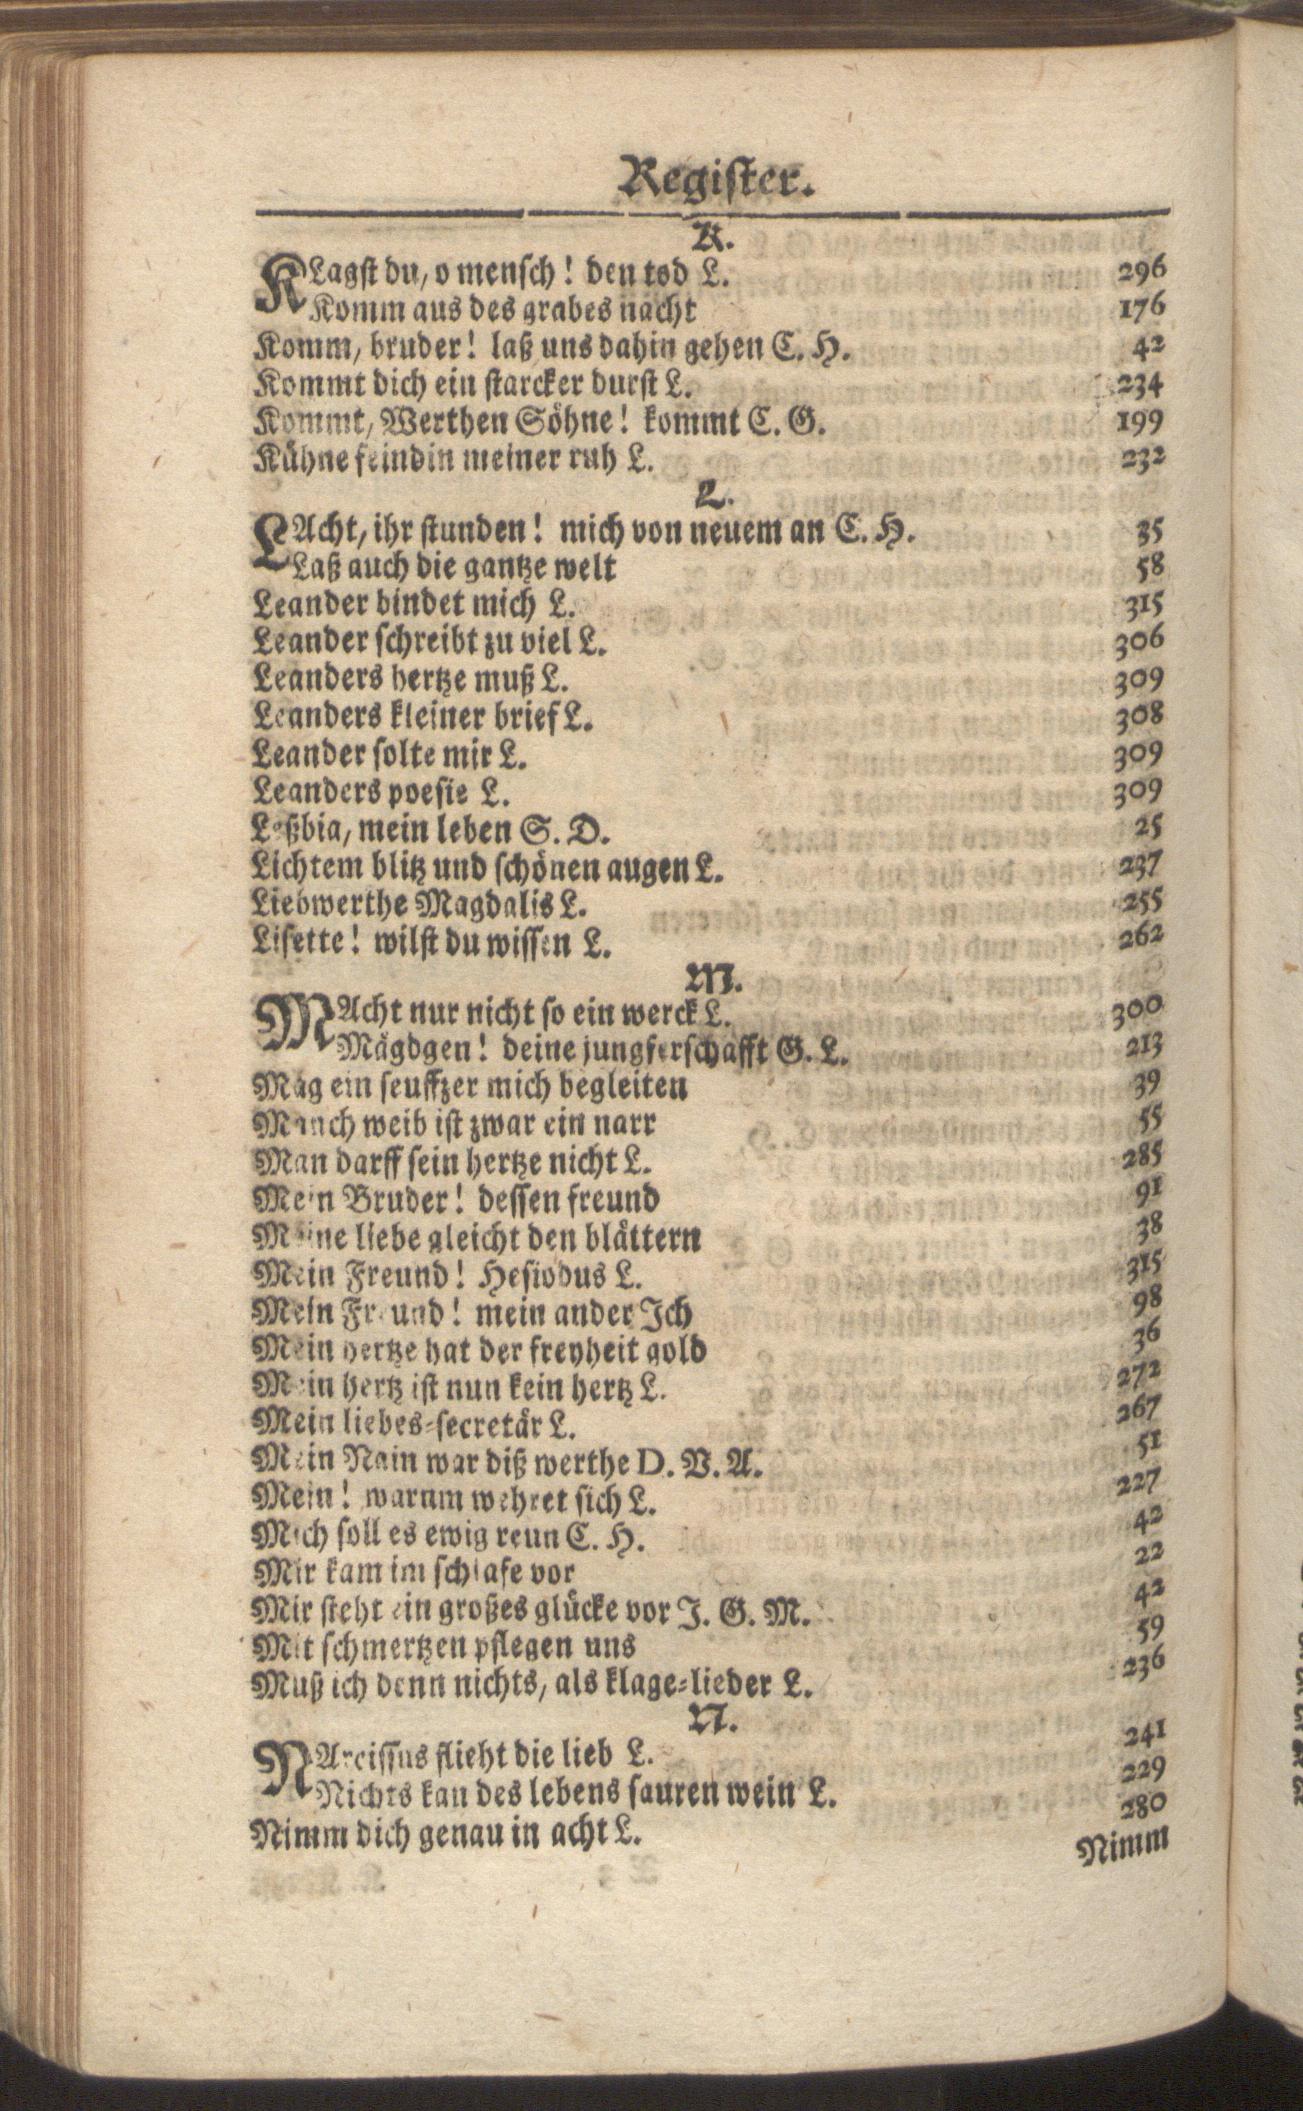 Register.
K.
KLagst du, o mensch! den tod L. 296
Komm aus des grabes nacht 176
Komm, bruder! laß uns dahin gehen C. H. 42
Kommt dich ein starcker durst L. 234
Kommt, Werthen Söhne! kommt C. G. 199
Kühne feindin meiner ruh L. 232
L.
LAcht, ihr stunden! mich von neuem an C. H. 35
Laß auch die gantze welt 58
Leander bindet mich L. 315
Leander schreibt zu viel L. 306
Leanders hertze muß L. 309
Leanders kleiner brief L. 308
Leander solte mir L. 309
Leanders poesie L. 309
Leßbia, mein leben S. D. 25
Lichtem blitz und schönen augen L. 237
Liebwerthe Magdalis L. 255
Lisette! wilst du wissen L. 262
M.
MAcht nur nicht so ein werck L. 300
Mägdgen! deine jungferschafft G. L. 213
Mag ein seuffzer mich begleiten 39
Manch weib ist zwar ein narr 55
Man darff sein hertze nicht L. 285
Mein Bruder! dessen freund 91
Meine liebe gleicht den blättern 38
Mein Freund! Hesiodus L. 315
Mein Freund! mein ander Ich 98
Mein hertze hat der freyheit gold 36
Mein hertz ist nun kein hertz L. 272
Mein liebes-secretär L. 267
Mein Nain war diß werthe D. V. A. 51
Mein! warum wehret sich L. 227
Mich soll es ewig reun C. H. 42
Mir kam im schlafe vor 22
Mir steht ein großes glücke vor J. G. M. 42
Mit schmertzen pflegen uns 59
Muß ich denn nichts, als klage-lieder L. 236
N.
NArcissus flieht die lieb L. 241
Nichts kan des lebens sauren wein L. 229
Nimm dich genau in acht L. 280
Nimm